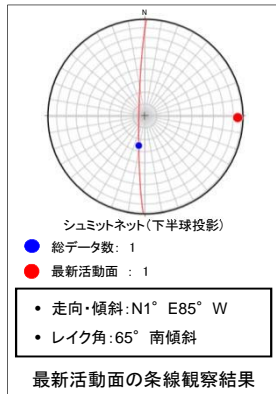 N
シュミットネット(下半球投影)
総データ数: 1
最新活動面 : 1
• 走向・傾斜:N1° E85° W
• レイク角:65° 南傾斜
最新活動面の条線観察結果